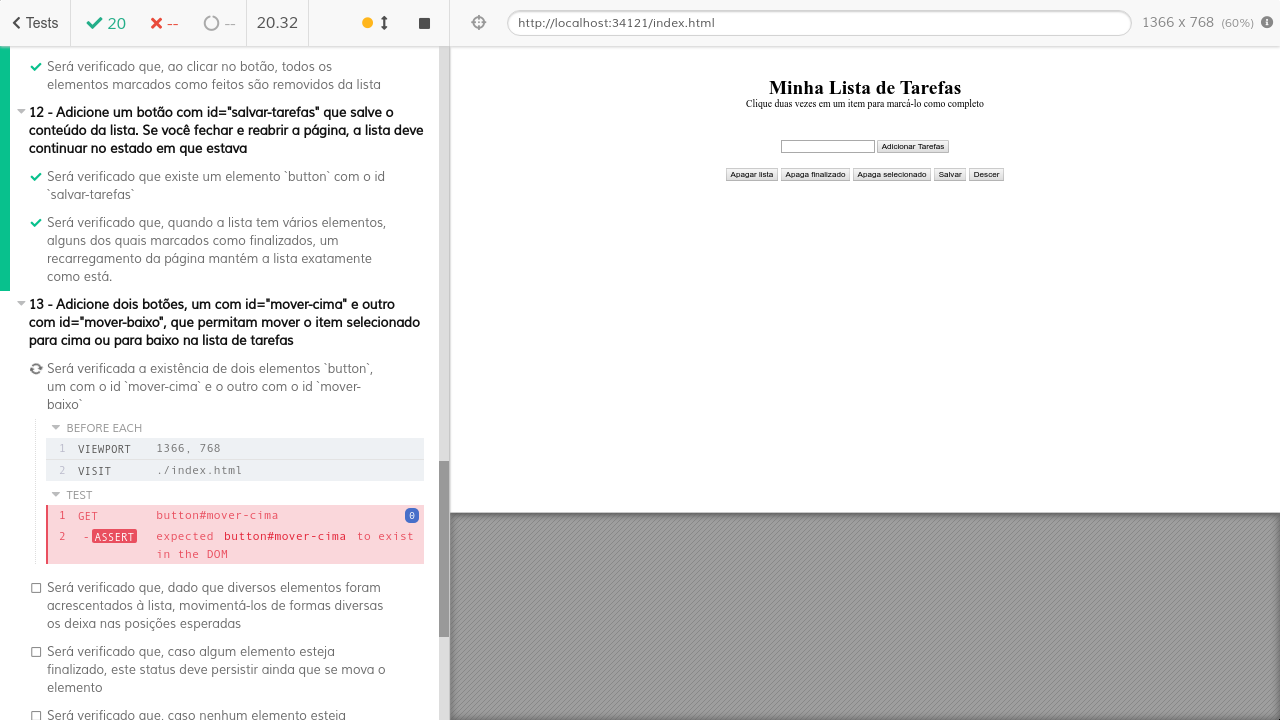 Tests
20
--
--
20.32
http://localhost:34121/index.html
1366 x 768 (60%)
Será verificado que, ao clicar no botão, todos os
elementos marcados como feitos são removidos da lista
12 - Adicione um botão com id="salvar-tarefas" que salve o
conteúdo da lista. Se você fechar e reabrir a página, a lista deve
continuar no estado em que estava
Será verificado que existe um elemento `button` com o id
`salvar-tarefas`
Será verificado que, quando a lista tem vários elementos,
alguns dos quais marcados como finalizados, um
recarregamento da página mantém a lista exatamente
como está.
13 - Adicione dois botões, um com id="mover-cima" e outro
com id="mover-baixo", que permitam mover o item selecionado
para cima ou para baixo na lista de tarefas
Será verificada a existência de dois elementos `button`,
um com o id `mover-cima` e o outro com o id `mover-
baixo`
BEFORE EACH
1 VIEWPORT 1366, 768
2 VISIT ./index.html
TEST
1 GET button#mover-cima 0
2 - ASSERT expected button#mover-cima to exist
in the DOM
Será verificado que, dado que diversos elementos foram
acrescentados à lista, movimentá-los de formas diversas
os deixa nas posições esperadas
Será verificado que, caso algum elemento esteja
finalizado, este status deve persistir ainda que se mova o
elemento
Será verificado que, caso nenhum elemento esteja
Minha Lista de Tarefas
Clique duas vezes em um item para marcá-lo como completo
Adicionar Tarefas
Apagar lista Apaga finalizado Apaga selecionado Salvar Descer